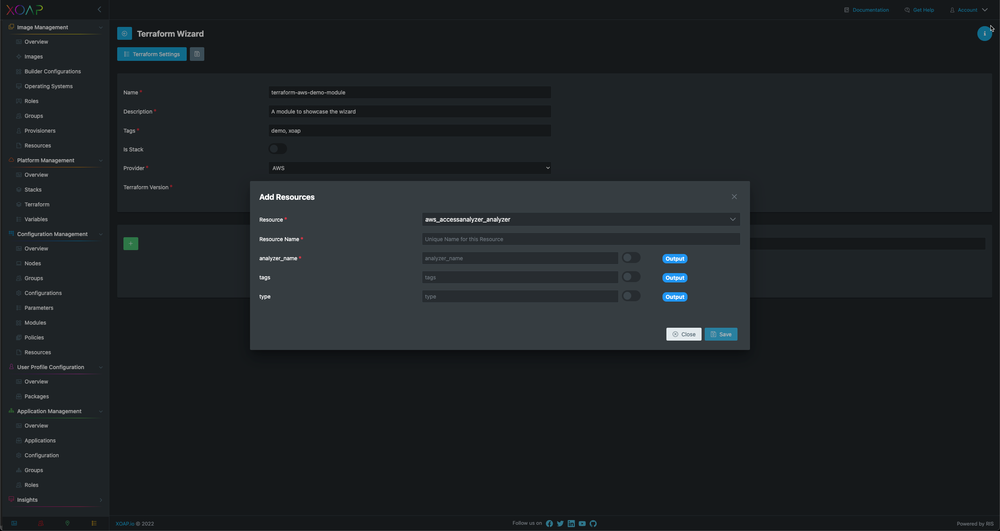 XOAP
Documentation
Get Help
Account
Image Management
Overview
Images
Builder Configurations
Operating Systems
Roles
Groups
Provisioners
Resources
Platform Management
Overview
Stacks
Terraform
Variables
Configuration Management
Overview
Nodes
Groups
Configurations
Parameters
Modules
Policies
Resources
User Profile Configuration
Overview
Packages
Application Management
Overview
Applications
Configuration
Groups
Roles
Insights
Terraform Wizard
i
Terraform Settings
Name * terraform-aws-demo-module
Description * A module to showcase the wizard
Tags * demo, xoap
Is Stack
Provider * AWS
Terraform Version *
+
Add Resources
Resource * aws_accessanalyzer_analyzer
Resource Name * Unique Name for this Resource
analyzer_name * analyzer_name Output
tags tags Output
type type Output
Close Save
XOAP.io © 2022
Follow us on
Powered by RIS